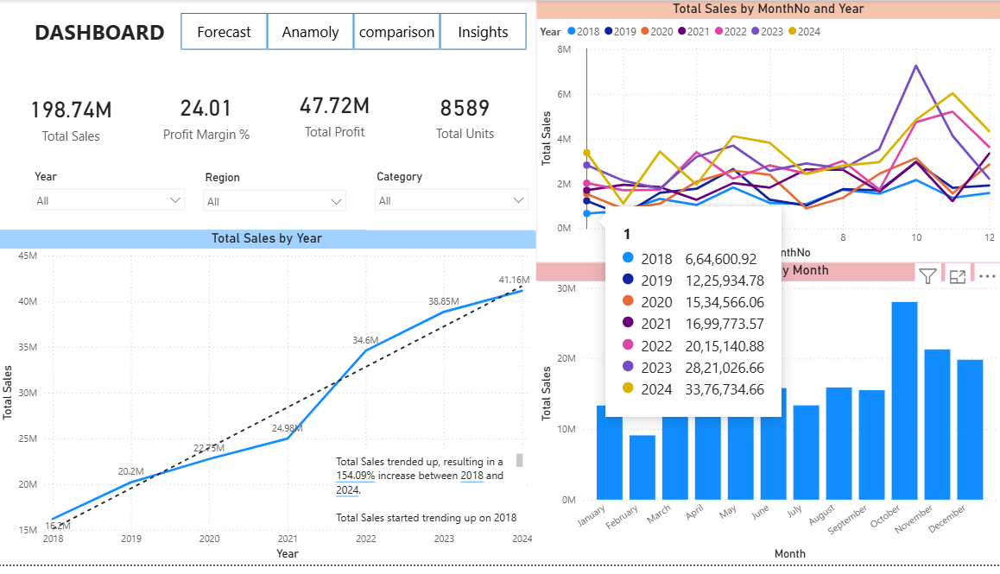 DASHBOARD
Forecast
Anamoly
comparison
Insights
198.74M
Total Sales
24.01
Profit Margin %
47.72M
Total Profit
8589
Total Units
Year
All
Region
All
Category
All
Total Sales by Year
Total Sales
45M
40M
35M
30M
25M
20M
15M
16.2M
20.2M
22.75M
24.98M
34.6M
38.85M
41.16M
Total Sales trended up, resulting in a
154.09% increase between 2018 and
2024.
Total Sales started trending up on 2018
2018 2019 2020 2021 2022 2023 2024
Year
Total Sales by MonthNo and Year
Year 2018 2019 2020 2021 2022 2023 2024
Total Sales
8M
6M
4M
2M
0M
8 10 12
nthNo
1
2018 6,64,600.92
2019 12,25,934.78
2020 15,34,566.06
2021 16,99,773.57
2022 20,15,140.88
2023 28,21,026.66
2024 33,76,734.66
y Month
Total Sales
30M
20M
10M
0M
January February March April May June July August September October November December
Month